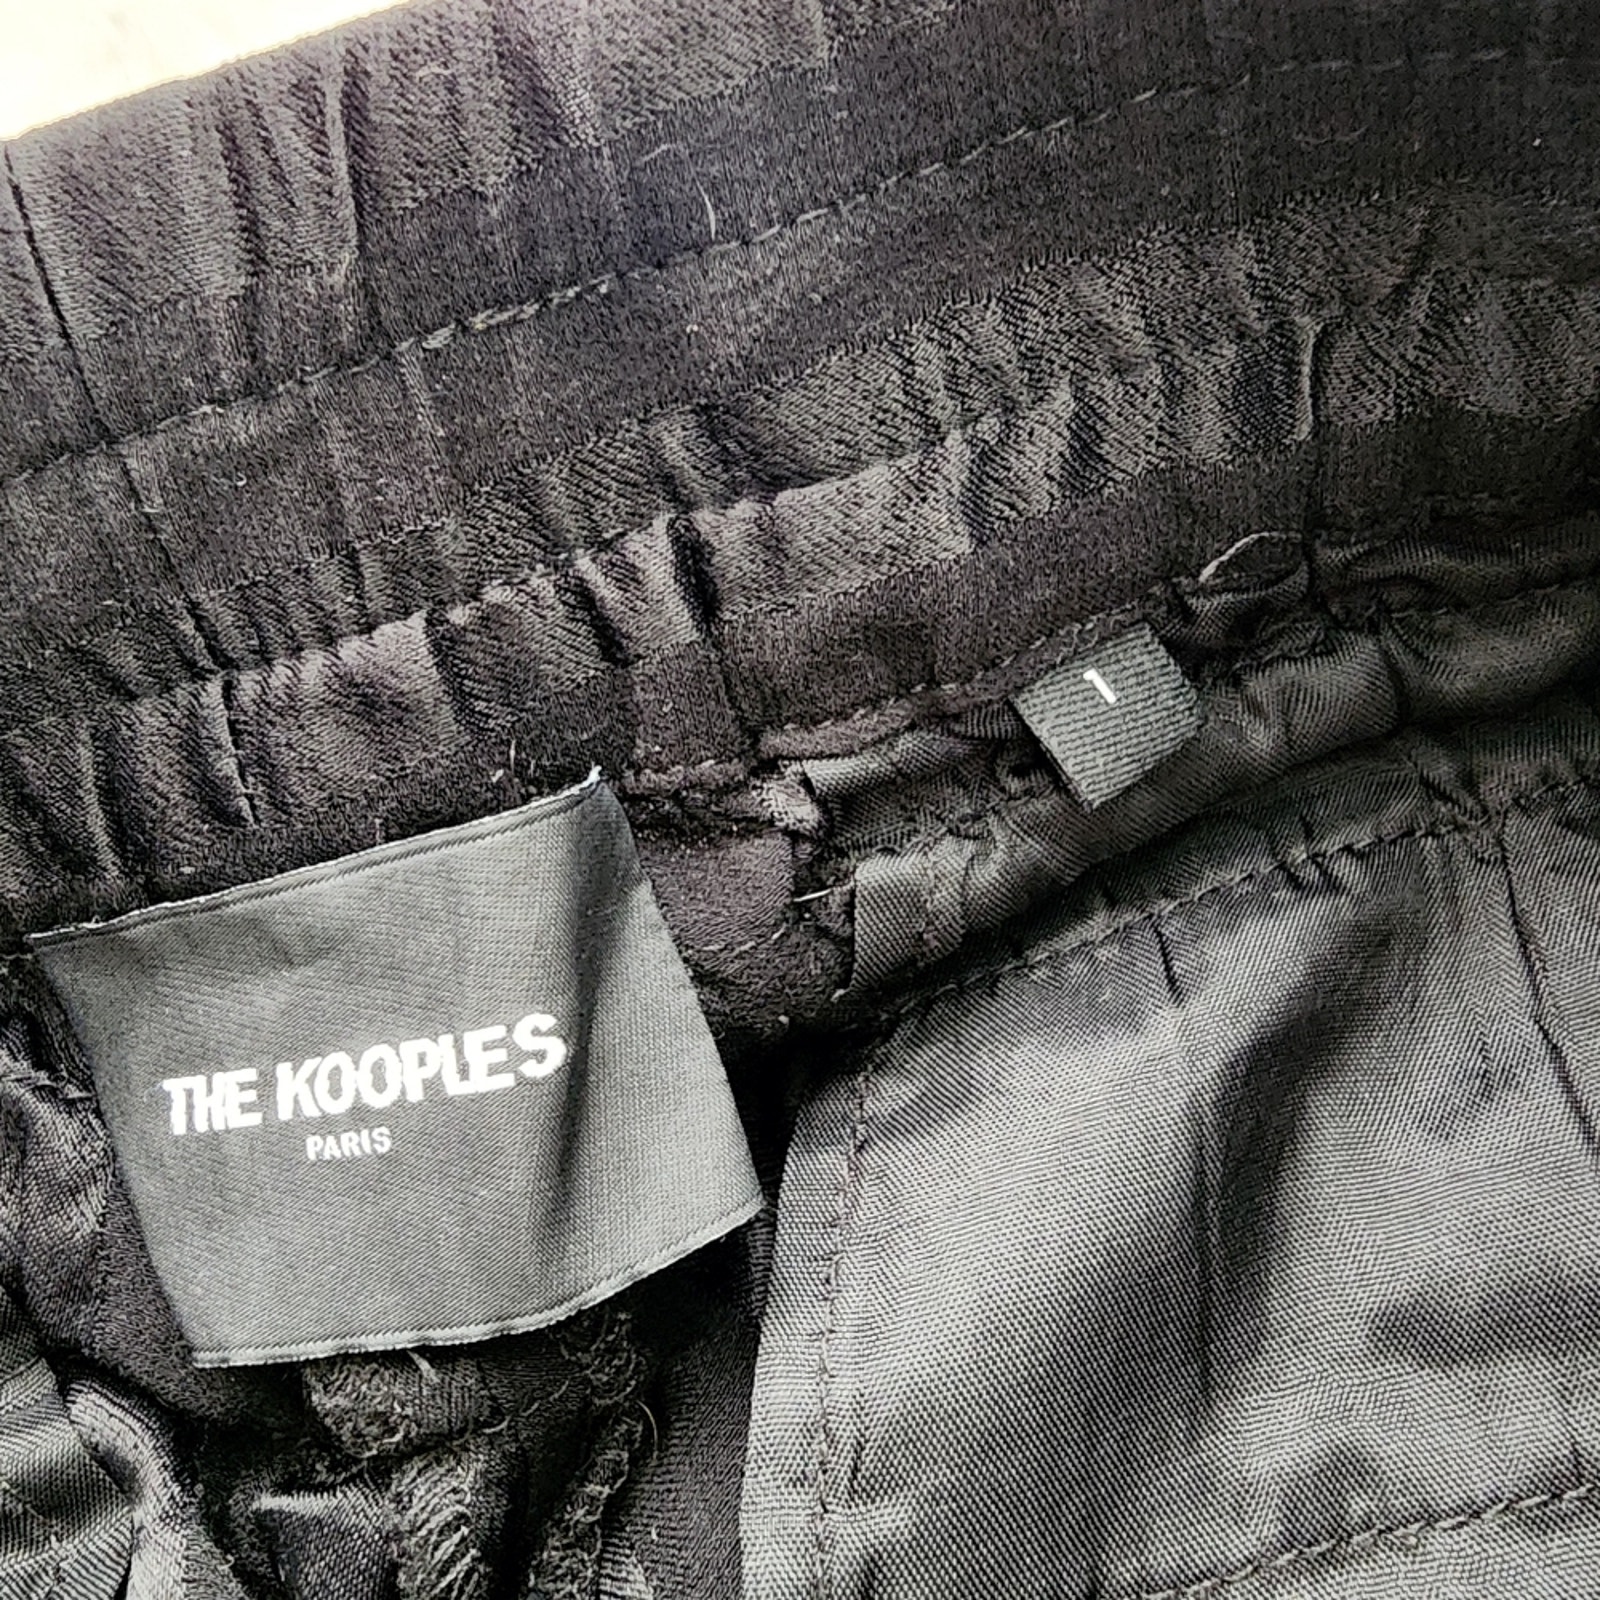 1
THE KOOPLES
PARIS